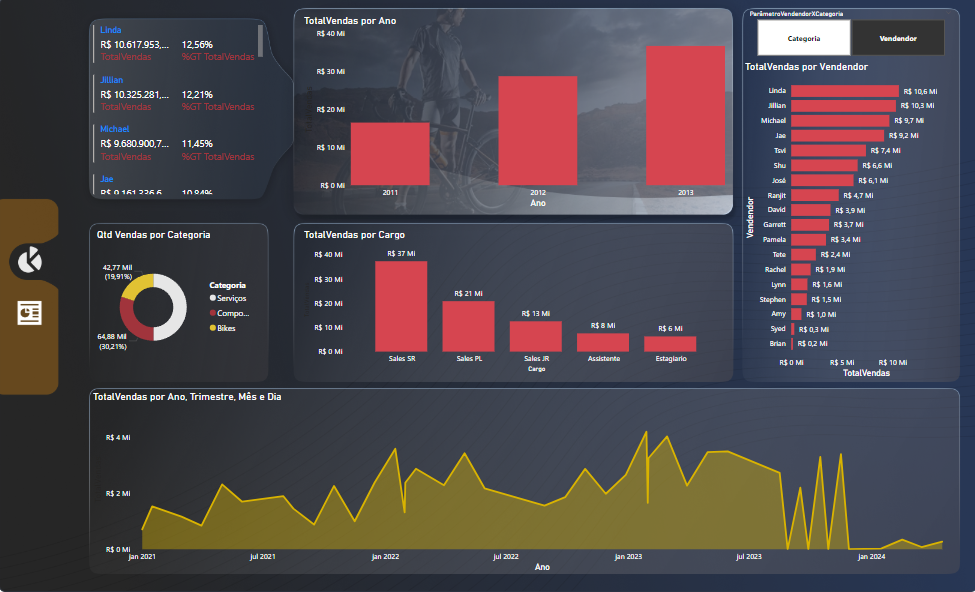 Linda
R$ 10.617.953,... 12,56%
TotalVendas %GT TotalVendas
Jillian
R$ 10.325.281,... 12,21%
TotalVendas %GT TotalVendas
Michael
R$ 9.680.900,7... 11,45%
TotalVendas %GT TotalVendas
Jae
R$ 9.161.336,6 10,84%
TotalVendas por Ano
R$ 40 Mi
R$ 30 Mi
R$ 20 Mi
R$ 10 Mi
R$ 0 Mi
2011 2012 2013
Ano
ParâmetroVendendorXCategoria
Categoria Vendendor
TotalVendas por Vendendor
Vendendor
Linda R$ 10,6 Mi
Jillian R$ 10,3 Mi
Michael R$ 9,7 Mi
Jae R$ 9,2 Mi
Tsvi R$ 7,4 Mi
Shu R$ 6,6 Mi
José R$ 6,1 Mi
Ranjit R$ 4,7 Mi
David R$ 3,9 Mi
Garrett R$ 3,7 Mi
Pamela R$ 3,4 Mi
Tete R$ 2,4 Mi
Rachel R$ 1,9 Mi
Lynn R$ 1,6 Mi
Stephen R$ 1,5 Mi
Amy R$ 1,0 Mi
Syed R$ 0,3 Mi
Brian R$ 0,2 Mi
R$ 0 Mi R$ 5 Mi R$ 10 Mi
TotalVendas
Qtd Vendas por Categoria
42,77 Mil
(19,91%)
64,88 Mil
(30,21%)
Categoria
Serviços
Compo...
Bikes
TotalVendas por Cargo
R$ 40 Mi
R$ 30 Mi
R$ 20 Mi
R$ 10 Mi
R$ 0 Mi
R$ 37 Mi
R$ 21 Mi
R$ 13 Mi
R$ 8 Mi
R$ 6 Mi
Sales SR Sales PL Sales JR Assistente Estagiario
Cargo
TotalVendas por Ano, Trimestre, Mês e Dia
R$ 4 Mi
R$ 2 Mi
R$ 0 Mi
jan 2021 jul 2021 jan 2022 jul 2022 jan 2023 jul 2023 jan 2024
Ano